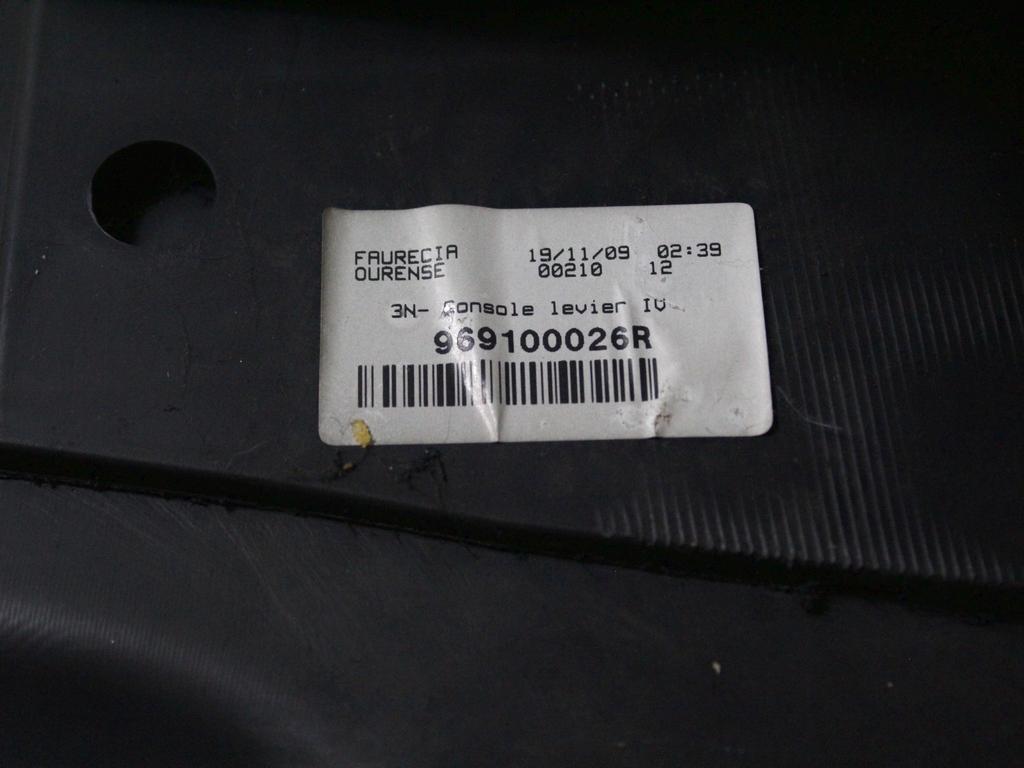 FAURECIA 19/11/09 02:39
OURENSE 00210 12
3N- Console levier IV
969100026R